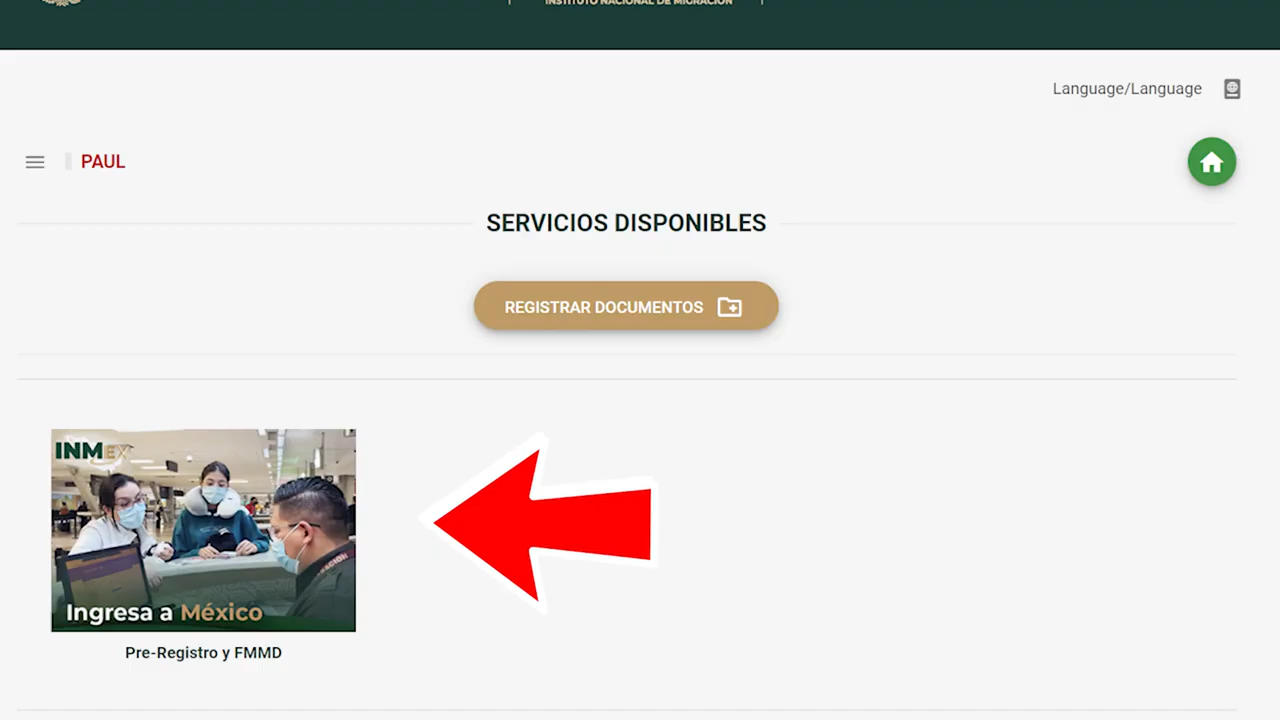 INSTITUTO NACIONAL DE MIGRACIÓN
Language/Language
PAUL
SERVICIOS DISPONIBLES
REGISTRAR DOCUMENTOS
INMEX
Ingresa a México
Pre-Registro y FMMD